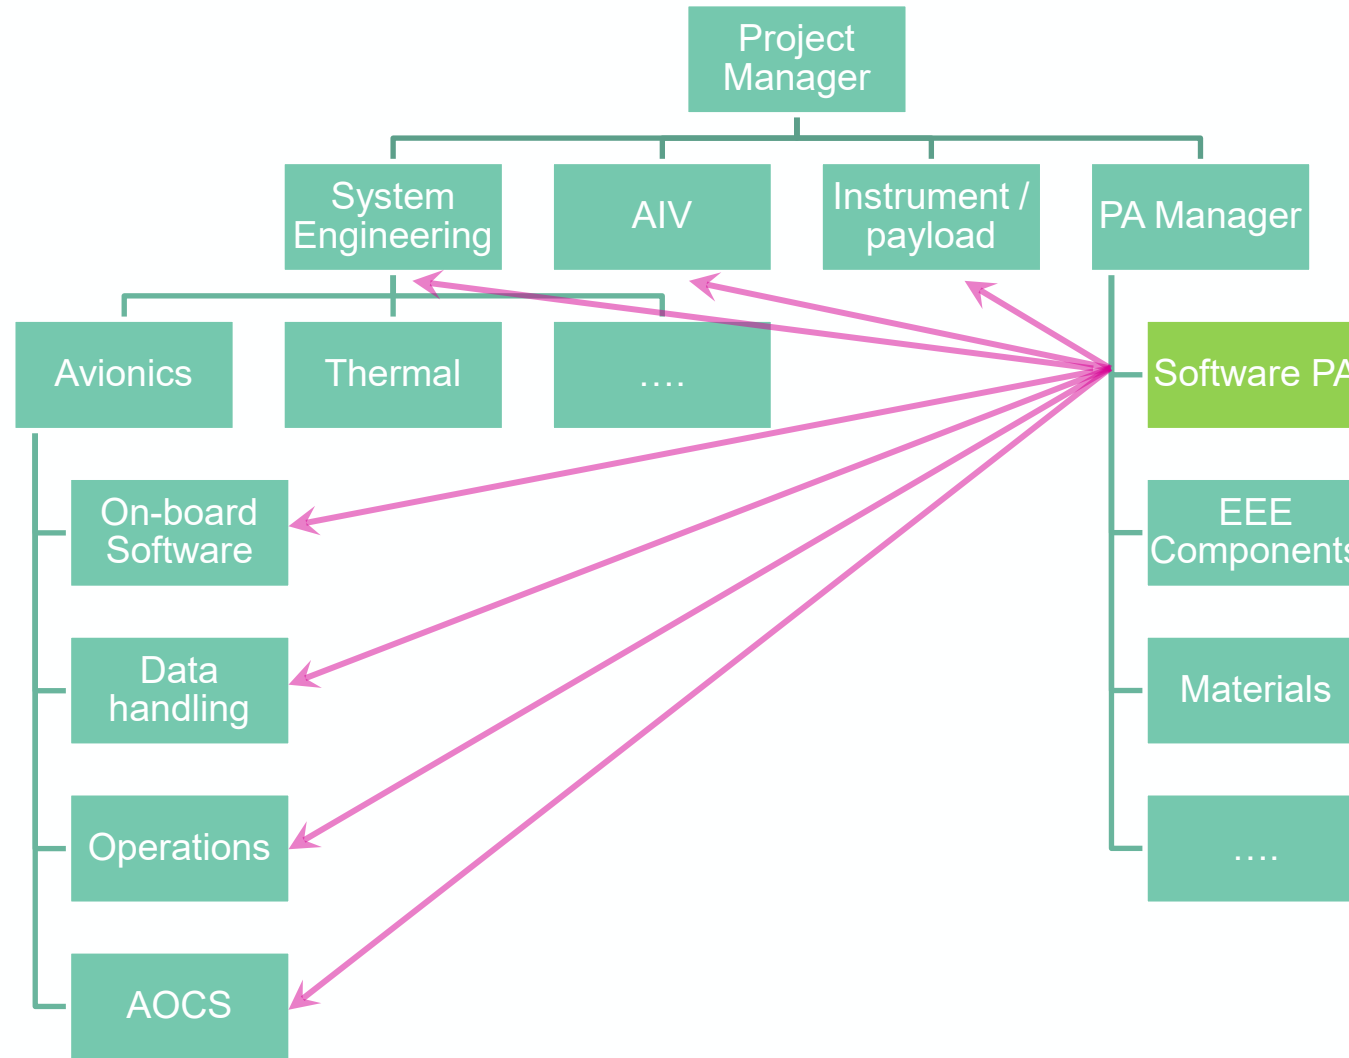 Project
Manager
System
Engineering
AIV
Instrument /
payload
PA Manager
Avionics
Thermal
....
Software PA
On-board
Software
EEE
Components
Data
handling
Materials
Operations
....
AOCS